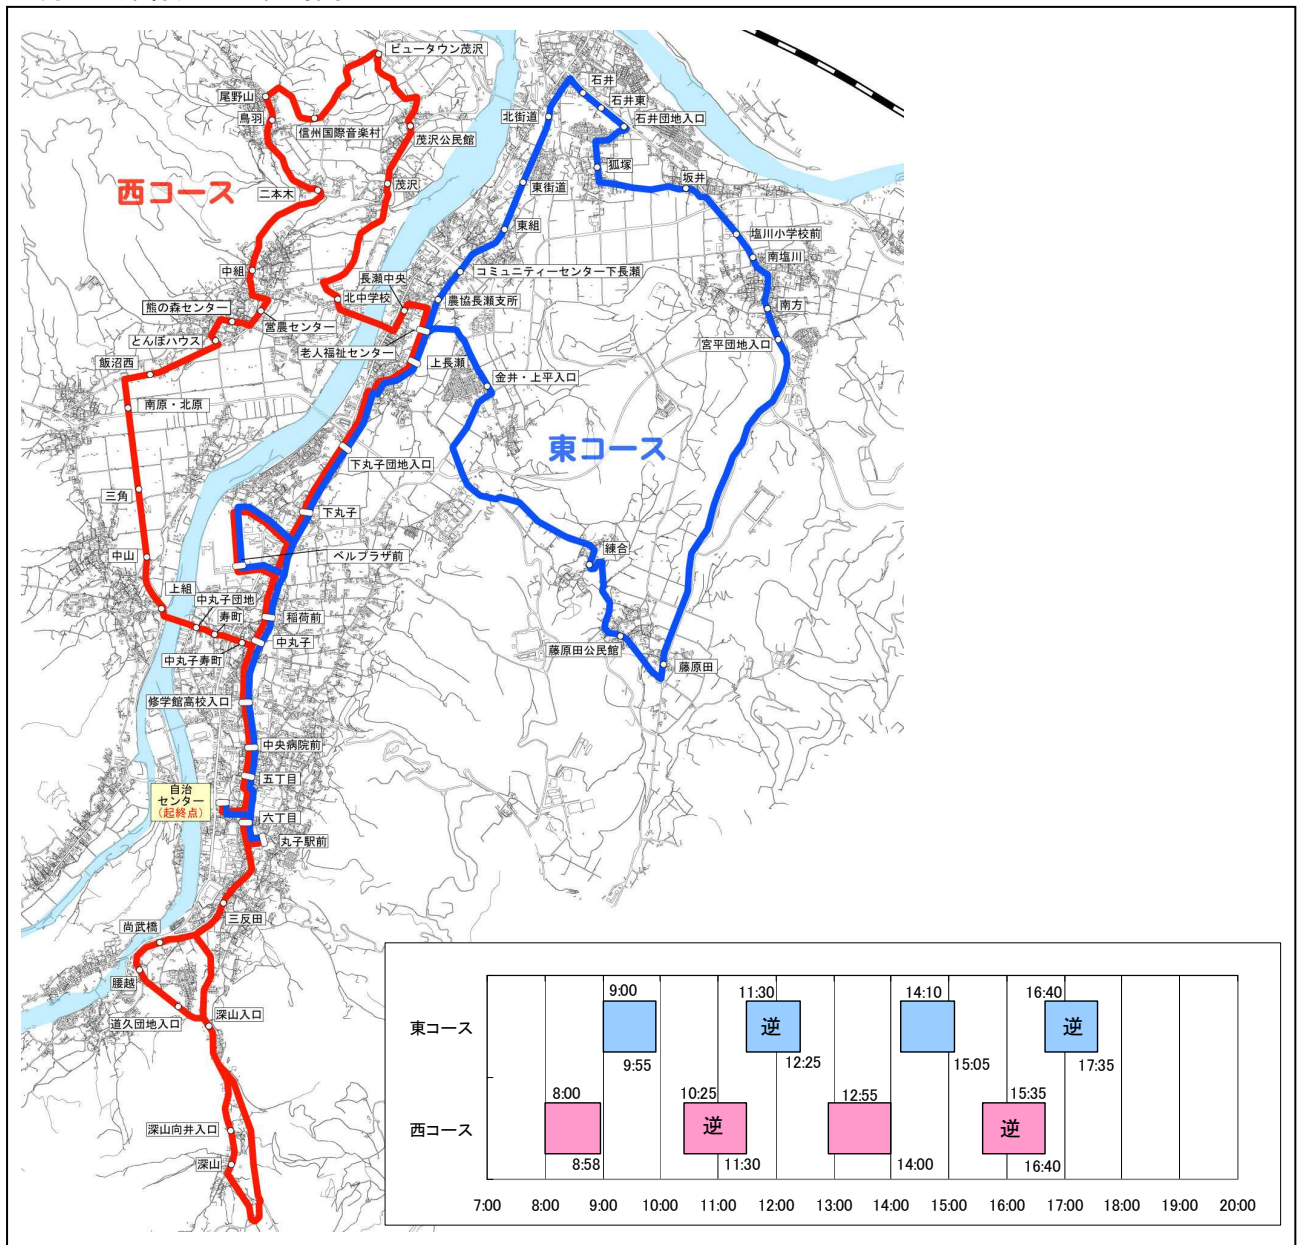 ビュータウン茂沢
尾野山
鳥羽
信州国際音楽村
茂沢公民館
西コース
二本木
茂沢
中組
長瀬中央
北中学校
熊の森センター
営農センター
とんぼハウス
老人福祉センター
飯沼西
南原・北原
上長瀬
三角
中山
上組
中丸子団地
寿町
中丸子寿町
石井
石井東
北街道
石井団地入口
狐塚
東街道
坂井
東組
塩川小学校前
コミュニティーセンター下長瀬
南塩川
農協長瀬支所
南方
宮平団地入口
金井・上平入口
東コース
下丸子団地入口
下丸子
ベルプラザ前
練合
稲荷前
中丸子
藤原田公民館
藤原田
修学館高校入口
中央病院前
五丁目
自治
センター
(起終点)
六丁目
丸子駅前
三反田
尚武橋
腰越
道久団地入口
深山入口
深山向井入口
深山
東コース
9:00
9:55
11:30
逆
12:25
14:10
15:05
16:40
逆
17:35
西コース
8:00
8:58
10:25
逆
11:30
12:55
14:00
15:35
逆
16:40
7:00 8:00 9:00 10:00 11:00 12:00 13:00 14:00 15:00 16:00 17:00 18:00 19:00 20:00